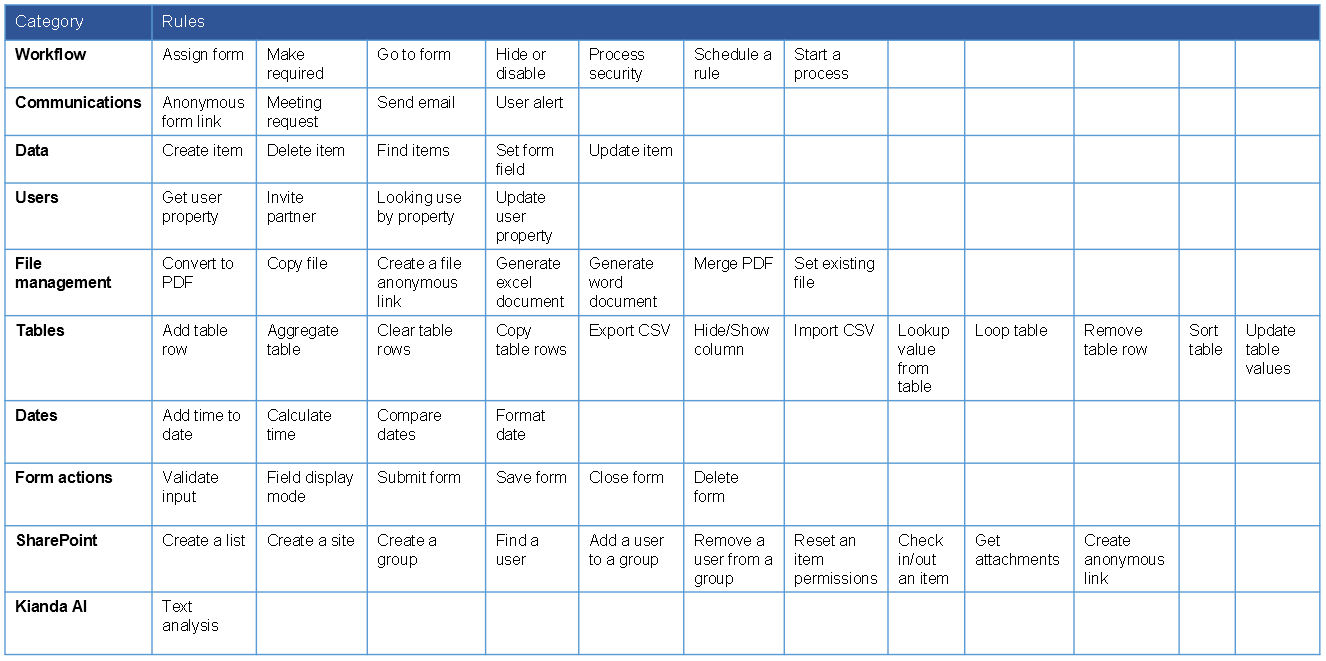 Category Rules
Workflow Assign form Make required Go to form Hide or disable Process security Schedule a rule Start a process
Communications Anonymous form link Meeting request Send email User alert
Data Create item Delete item Find items Set form field Update item
Users Get user property Invite partner Looking use by property Update user property
File management Convert to PDF Copy file Create a file anonymous link Generate excel document Generate word document Merge PDF Set existing file
Tables Add table row Aggregate table Clear table rows Copy table rows Export CSV Hide/Show column Import CSV Lookup value from table Loop table Remove table row Sort table Update table values
Dates Add time to date Calculate time Compare dates Format date
Form actions Validate input Field display mode Submit form Save form Close form Delete form
SharePoint Create a list Create a site Create a group Find a user Add a user to a group Remove a user from a group Reset an item permissions Check in/out an item Get attachments Create anonymous link
Kianda AI Text analysis